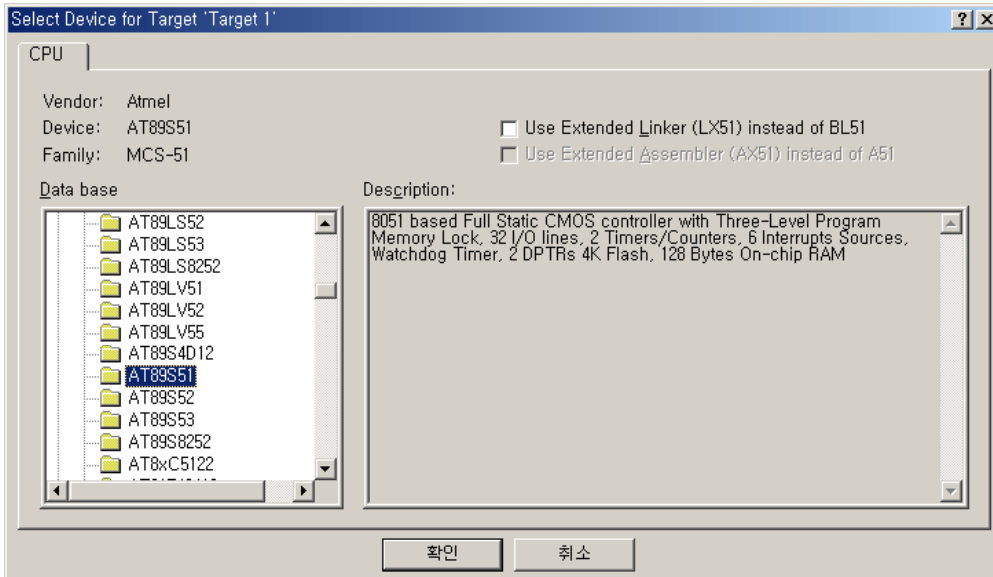 Select Device for Target 'Target 1'
CPU
Vendor: Atmel
Device: AT89S51
Family: MCS-51
Use Extended Linker (LX51) instead of BL51
Use Extended Assembler (AX51) instead of A51
Data base
AT89LS52
AT89LS53
AT89LS8252
AT89LV51
AT89LV52
AT89LV55
AT89S4D12
AT89S51
AT89S52
AT89S53
AT89S8252
AT8xC5122
Description:
8051 based Full Static CMOS controller with Three-Level Program
Memory Lock, 32 I/O lines, 2 Timers/Counters, 6 Interrupts Sources,
Watchdog Timer, 2 DPTRs 4K Flash, 128 Bytes On-chip RAM
확인
취소